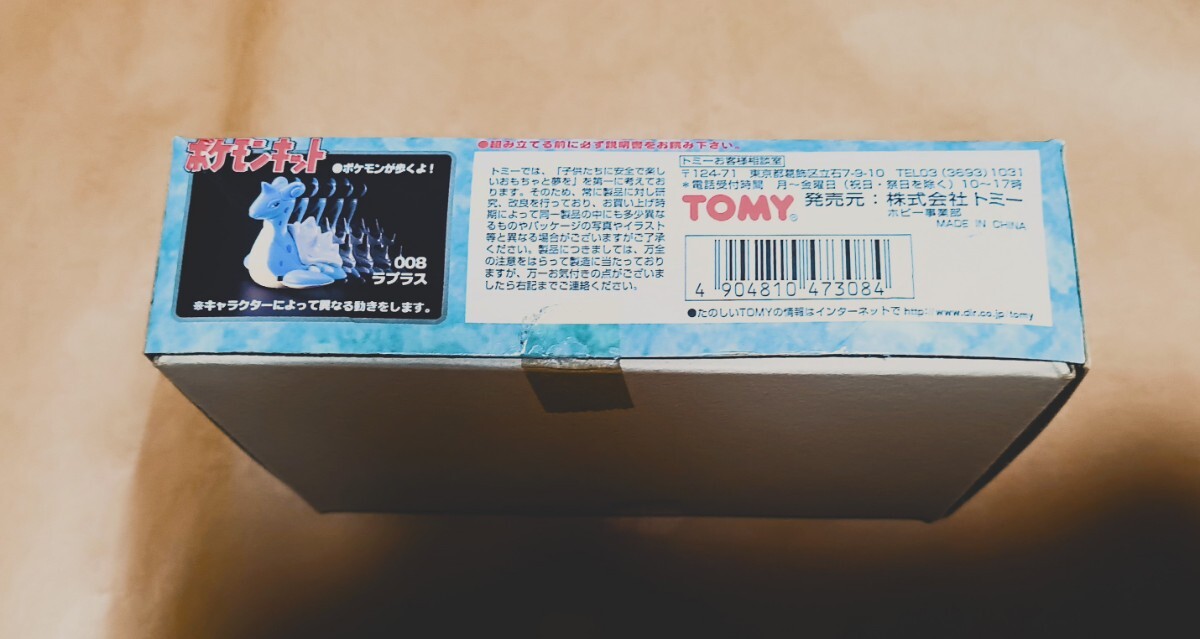 ポケモンキット
●ポケモンが歩くよ!
008
ラプラス
※キャラクターによって異なる動きをします。
●組み立てる前に必ず説明書をお読み下さい。
トミーでは、「子供たちに安全で楽し
いおもちゃと夢を」を第一に考えてお
ります。そのため、常に製品に対し研
究、改良を行っており、お買い上げ時
期によって同一製品の中にも多少異な
るものやパッケージの写真やイラスト
等と異なる場合がございますがご了承
ください。製品につきましては、万全
の注意をはらって製造に当たっており
ますが、万一お気付きの点がございま
したら右記までご連絡ください。
トミーお客様相談室
〒124-71 東京都葛飾区立石7-9-10 TEL03(3693)1031
*電話受付時間 月~金曜日(祝日・祭日を除く)10~17時
TOMY® 発売元:株式会社トミー
ホビー事業部
MADE IN CHINA
4 904810 473084
●たのしいTOMYの情報はインターネットで http://www.dir.co.jp/tomy